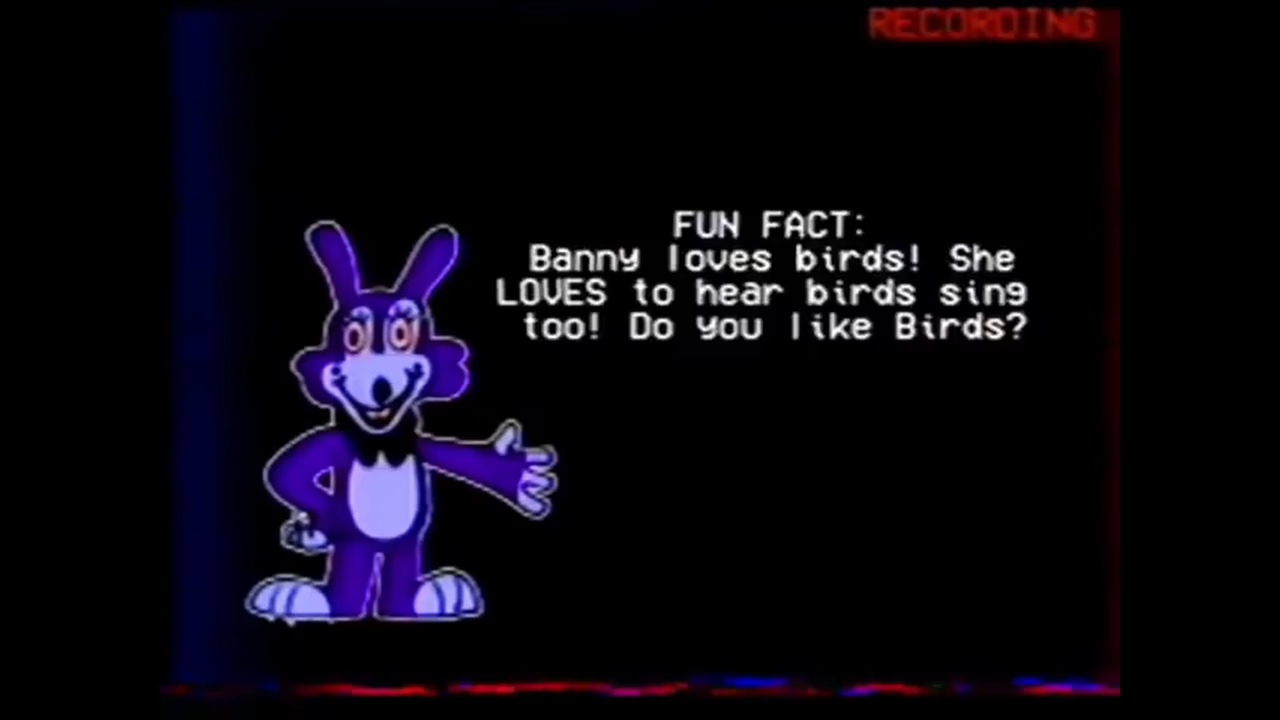 RECORDING
FUN FACT:
Banny loves birds! She
LOVES to hear birds sing
too! Do you like Birds?